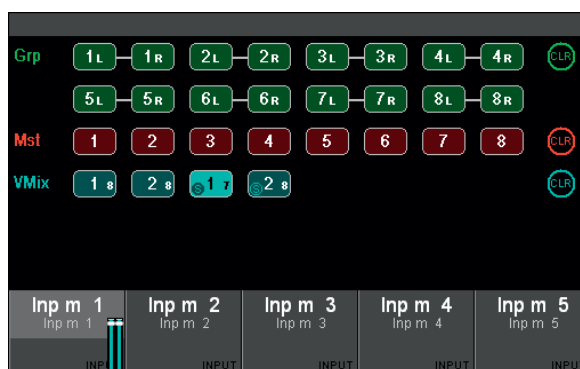 Grp 1L 1R 2L 2R 3L 3R 4L 4R CLR
5L 5R 6L 6R 7L 7R 8L 8R
Mst 1 2 3 4 5 6 7 8 CLR
VMix 1 8 2 8 S 1 7 S 2 8 CLR
Inp m 1 Inp m 2 Inp m 3 Inp m 4 Inp m 5
Inp m 1 Inp m 2 Inp m 3 Inp m 4 Inp m 5
INPUT INPUT INPUT